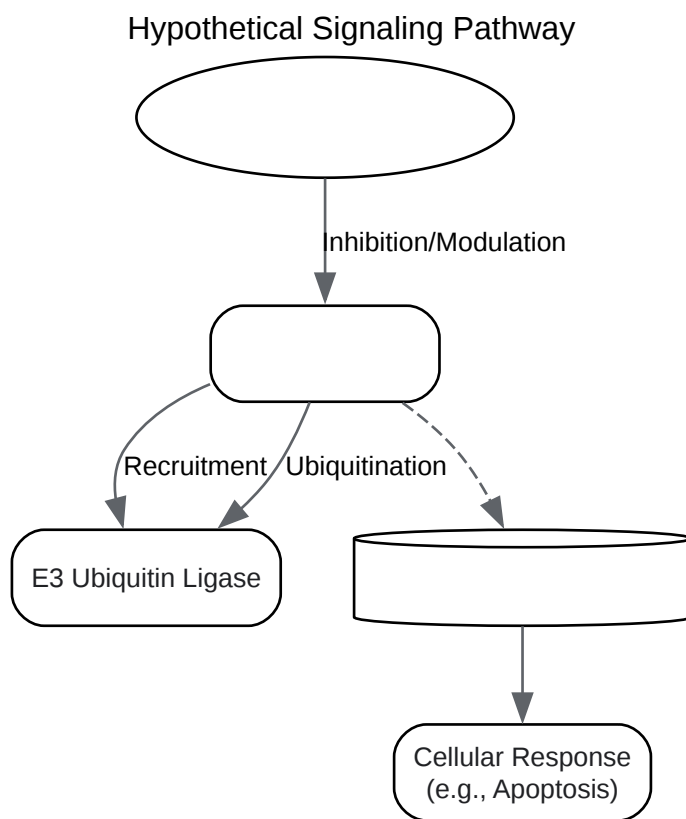 Hypothetical Signaling Pathway
Inhibition/Modulation
Recruitment
Ubiquitination
E3 Ubiquitin Ligase
Cellular Response
(e.g., Apoptosis)